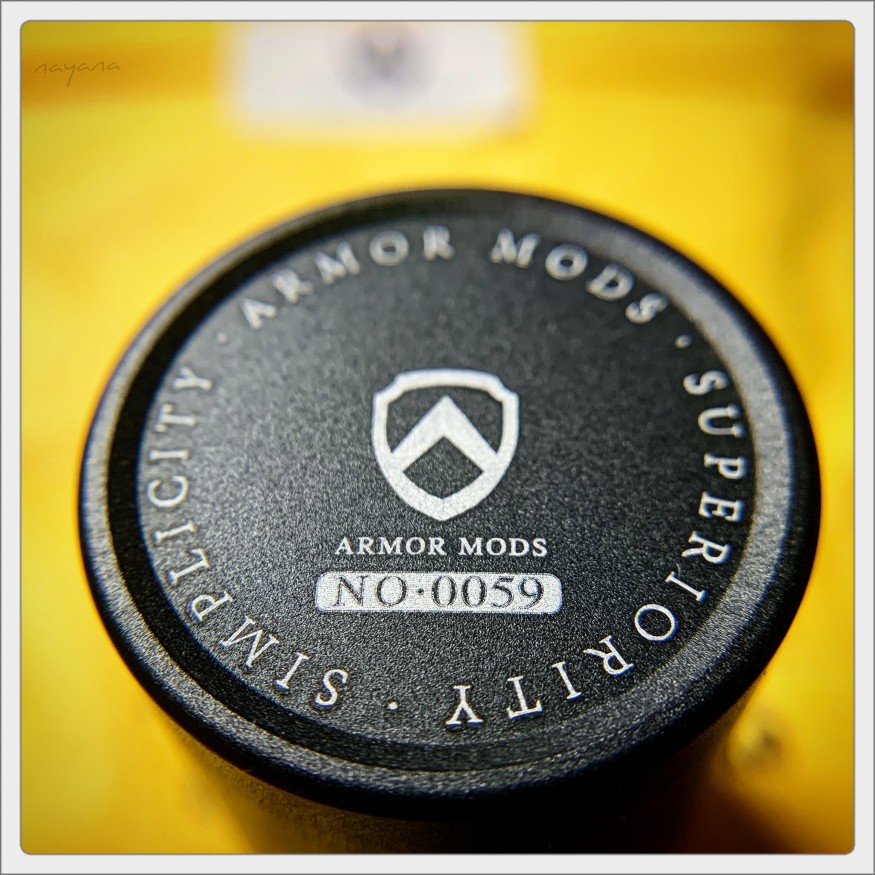 nayana
ARMOR MODS · SUPERIORITY · SIMPLICITY ·
ARMOR MODS
NO·0059